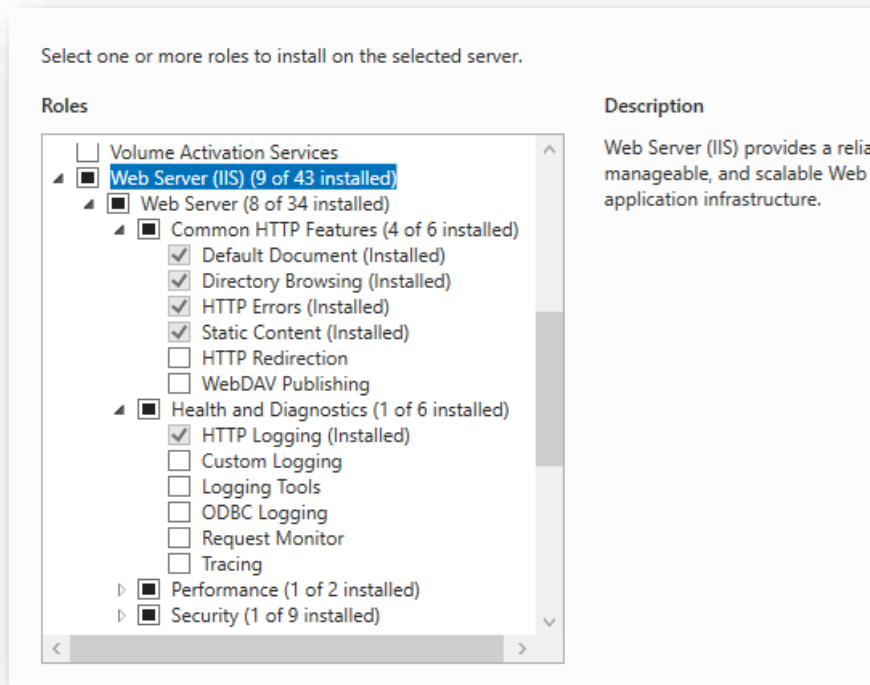 Select one or more roles to install on the selected server.
Roles
Description
Volume Activation Services
Web Server (IIS) (9 of 43 installed)
Web Server (8 of 34 installed)
Common HTTP Features (4 of 6 installed)
Default Document (Installed)
Directory Browsing (Installed)
HTTP Errors (Installed)
Static Content (Installed)
HTTP Redirection
WebDAV Publishing
Health and Diagnostics (1 of 6 installed)
HTTP Logging (Installed)
Custom Logging
Logging Tools
ODBC Logging
Request Monitor
Tracing
Performance (1 of 2 installed)
Security (1 of 9 installed)
Web Server (IIS) provides a
manageable, and scalable Web
application infrastructure.